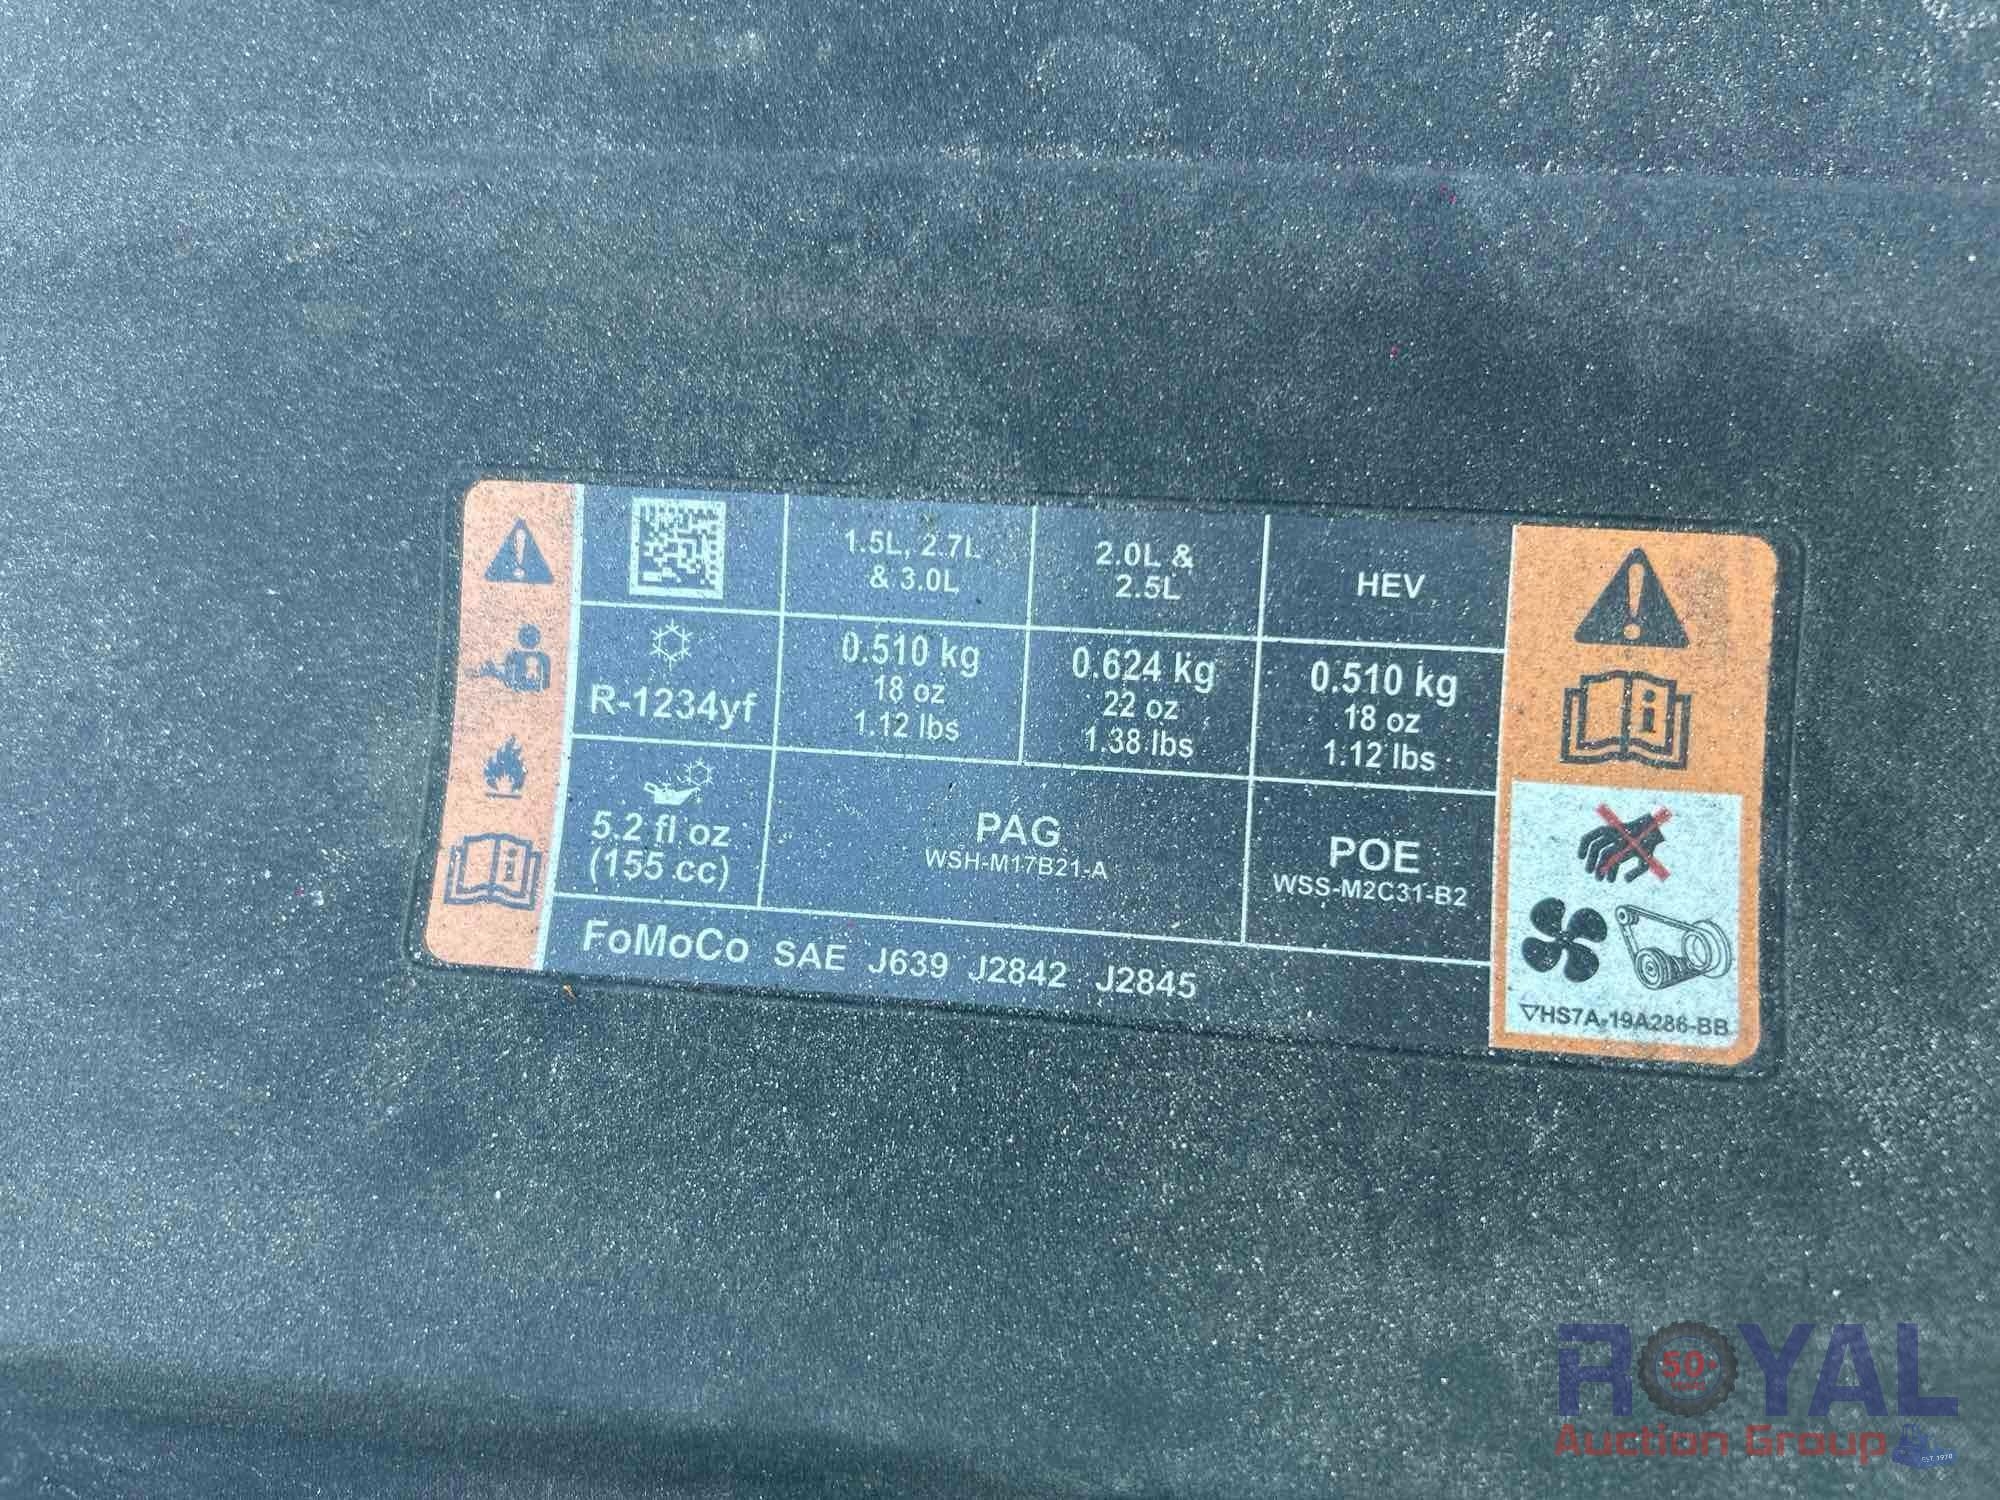 1.5L, 2.7L
& 3.0L
2.0L &
2.5L
HEV
R-1234yf
0.510 kg
18 oz
1.12 lbs
0.624 kg
22 oz
1.38 lbs
0.510 kg
18 oz
1.12 lbs
5.2 fl oz
(155 cc)
PAG
WSH-M17B21-A
POE
WSS-M2C31-B2
FoMoCo SAE J639 J2842 J2845
HS7A-19A286-BB
ROYAL
50
Auction Group
EST. 1970